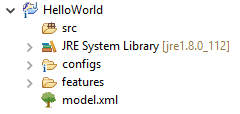 HelloWorld
src
JRE System Library [jre1.8.0_112]
configs
features
model.xml